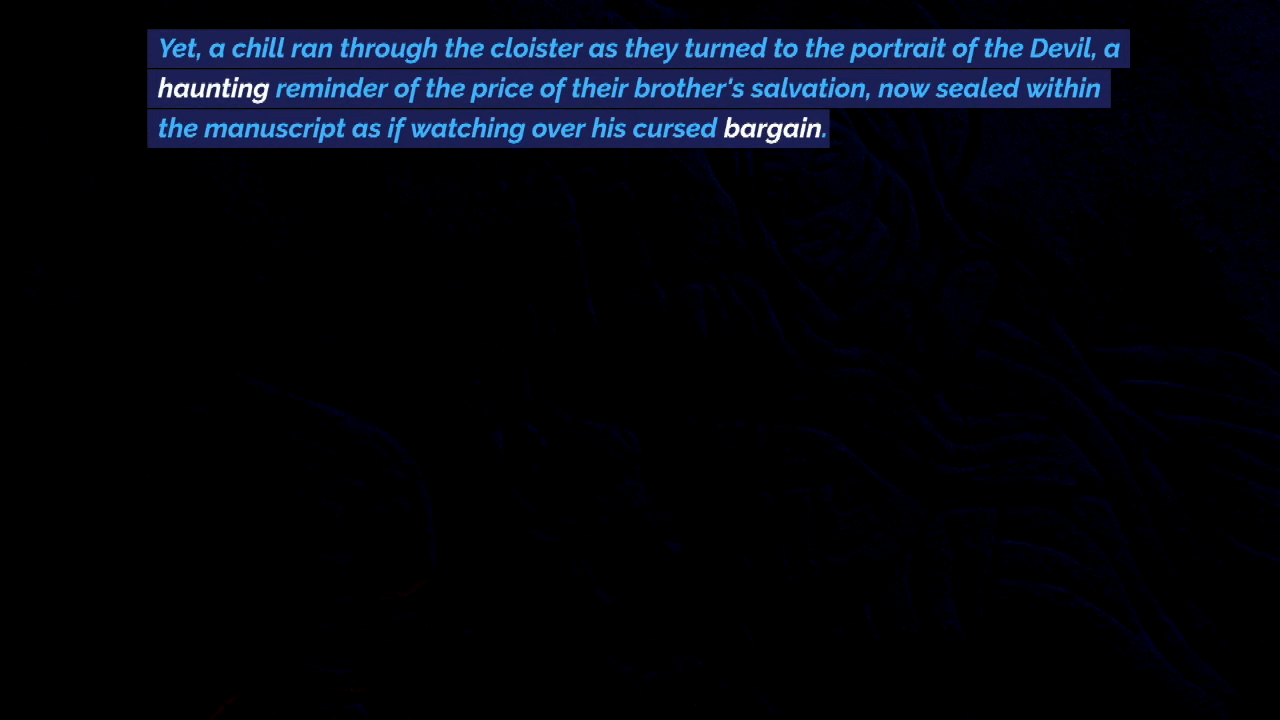 Yet, a chill ran through the cloister as they turned to the portrait of the Devil, a
haunting reminder of the price of their brother's salvation, now sealed within
the manuscript as if watching over his cursed bargain.